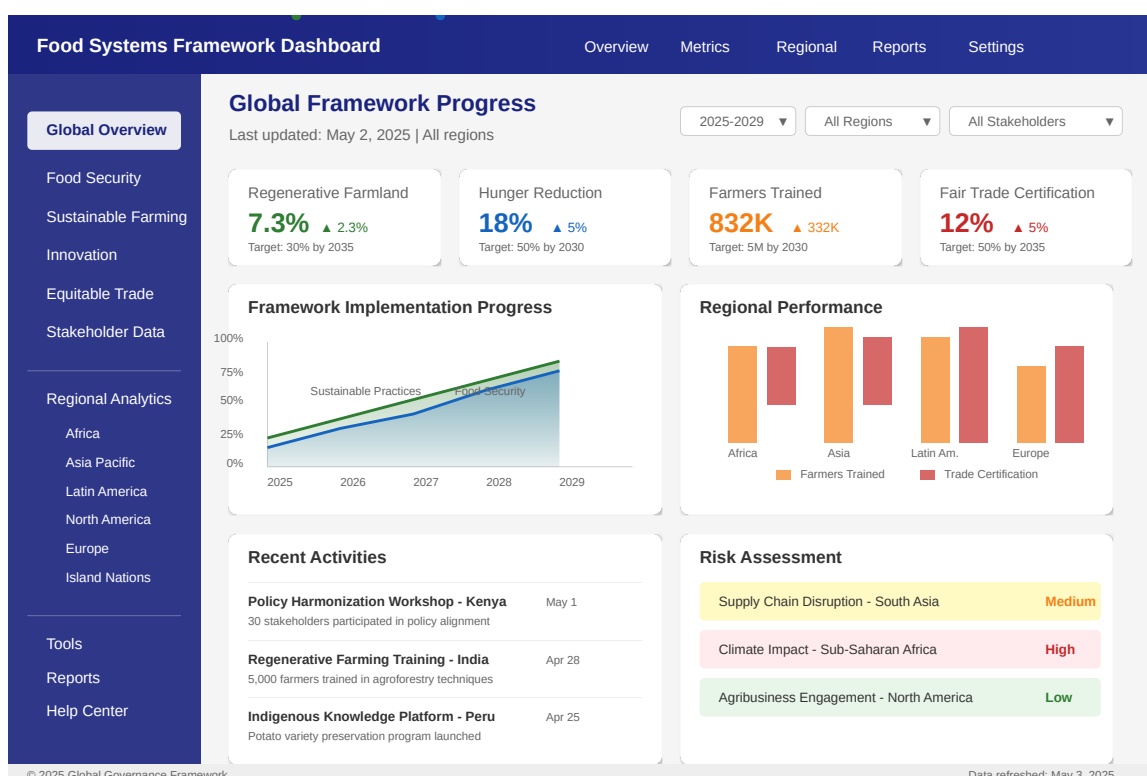 Food Systems Framework Dashboard
Overview Metrics Regional Reports Settings
Global Overview
Food Security
Sustainable Farming
Innovation
Equitable Trade
Stakeholder Data
Regional Analytics
Africa
Asia Pacific
Latin America
North America
Europe
Island Nations
Tools
Reports
Help Center
Global Framework Progress
Last updated: May 2, 2025 | All regions
2025-2029 ▼ All Regions ▼ All Stakeholders ▼
Regenerative Farmland
7.3% ▲ 2.3%
Target: 30% by 2035
Hunger Reduction
18% ▲ 5%
Target: 50% by 2030
Farmers Trained
832K ▲ 332K
Target: 5M by 2030
Fair Trade Certification
12% ▲ 5%
Target: 50% by 2035
Framework Implementation Progress
100%
75%
50%
25%
0%
Sustainable Practices Food Security
2025 2026 2027 2028 2029
Regional Performance
Africa Asia Latin Am. Europe
Farmers Trained Trade Certification
Recent Activities
Policy Harmonization Workshop - Kenya May 1
30 stakeholders participated in policy alignment
Regenerative Farming Training - India Apr 28
5,000 farmers trained in agroforestry techniques
Indigenous Knowledge Platform - Peru Apr 25
Potato variety preservation program launched
Risk Assessment
Supply Chain Disruption - South Asia Medium
Climate Impact - Sub-Saharan Africa High
Agribusiness Engagement - North America Low
© 2025 Global Governance Framework Data refreshed: May 3, 2025